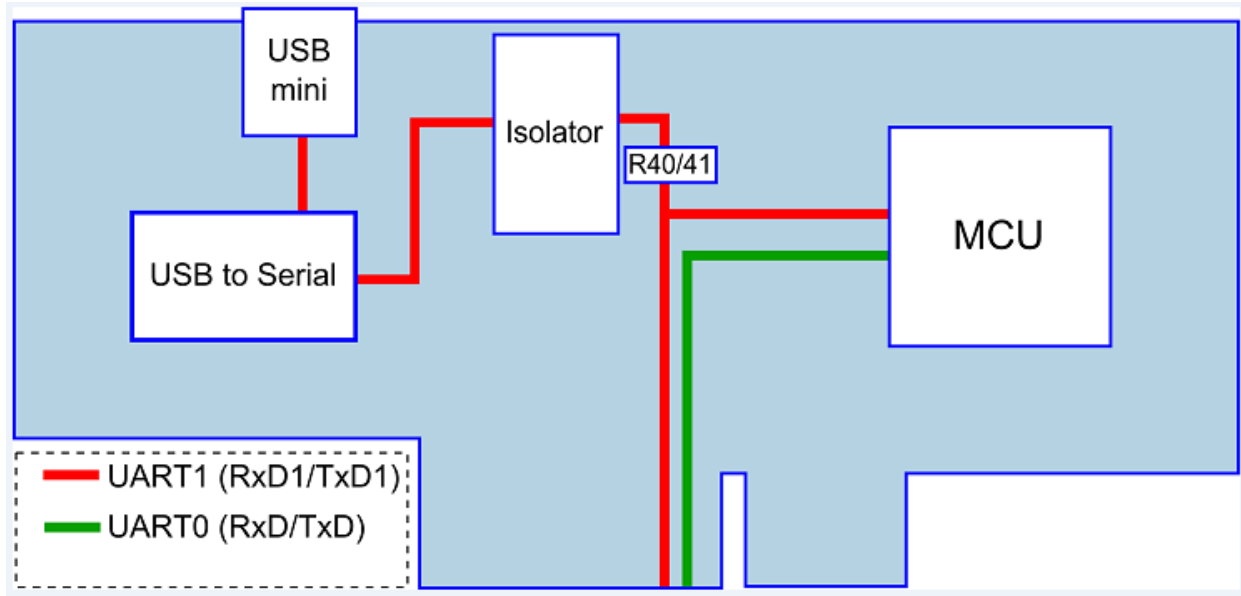 USB
mini
Isolator
R40/41
MCU
USB to Serial
UART1 (RxD1/TxD1)
UART0 (RxD/TxD)